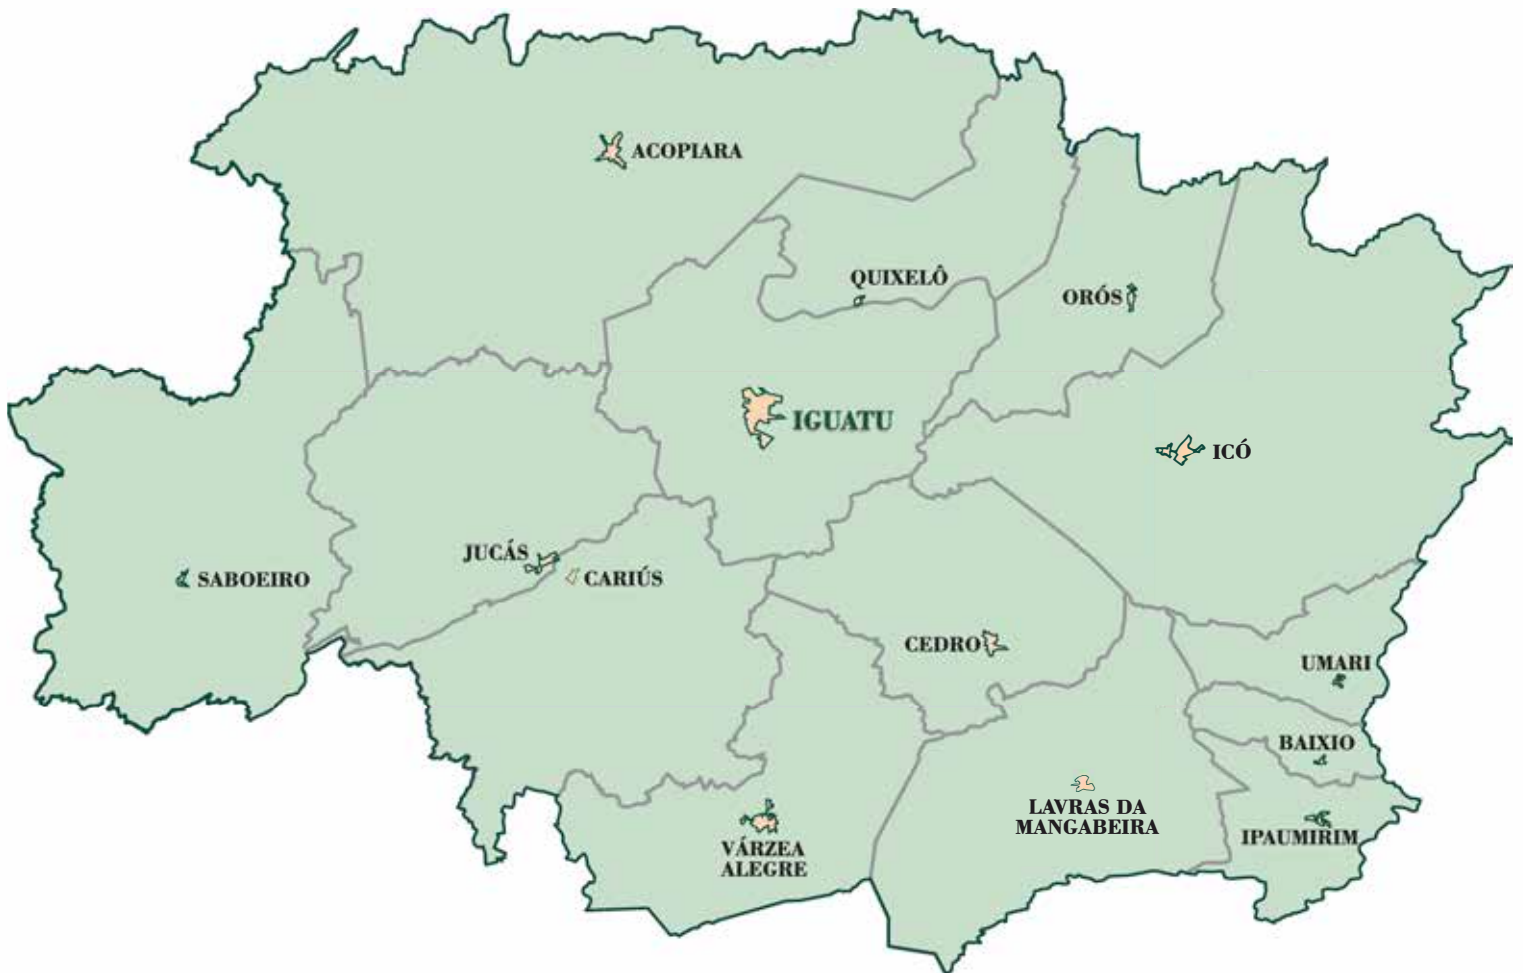 ACOPIARA
QUIXELÔ
ORÓS
IGUATU
ICÓ
JUCÁS
SABOEIRO
CARIÚS
CEDRO
UMARI
BAIXIO
LAVRAS DA
MANGABEIRA
IPAUMIRIM
VÁRZEA
ALEGRE